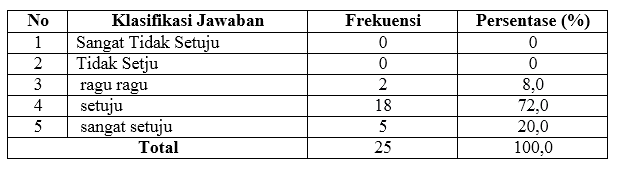 No Klasifikasi Jawaban Frekuensi Persentase (%)
1 Sangat Tidak Setuju 0 0
2 Tidak Setju 0 0
3 ragu ragu 2 8,0
4 setuju 18 72,0
5 sangat setuju 5 20,0
Total 25 100,0